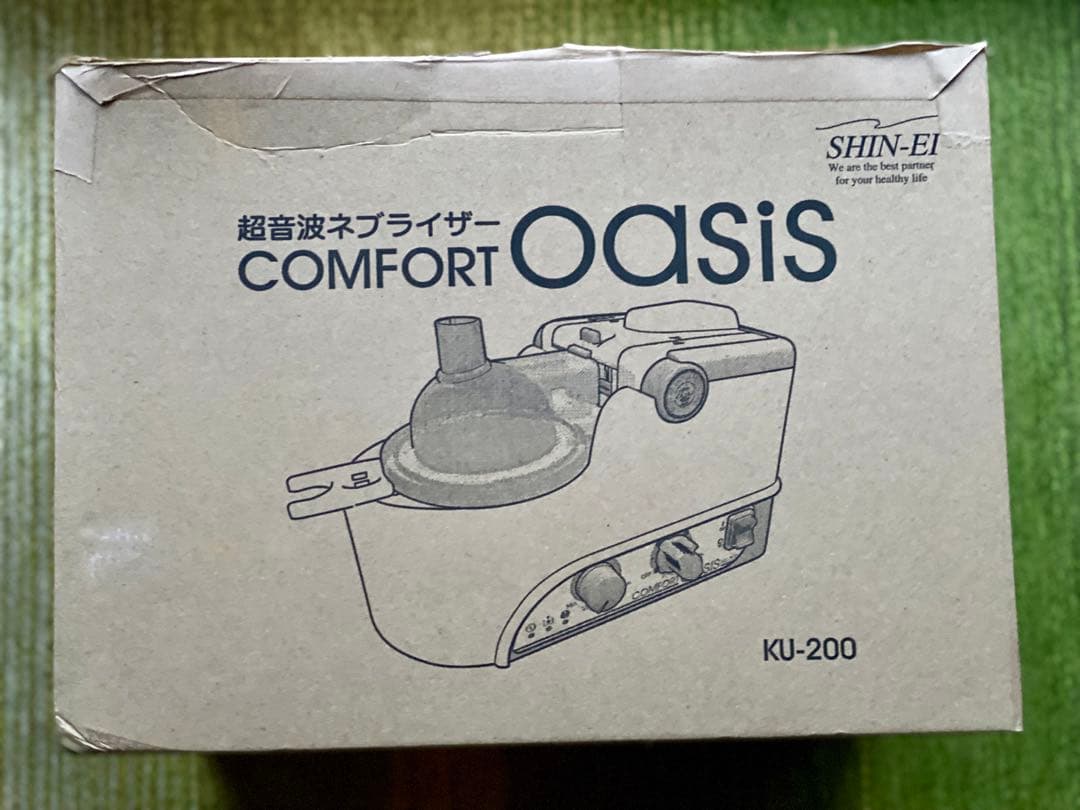 SHIN-EI
We are the best partner
for your healthy life
超音波ネブライザー
COMFORT oasis
COMFORT
KU-200